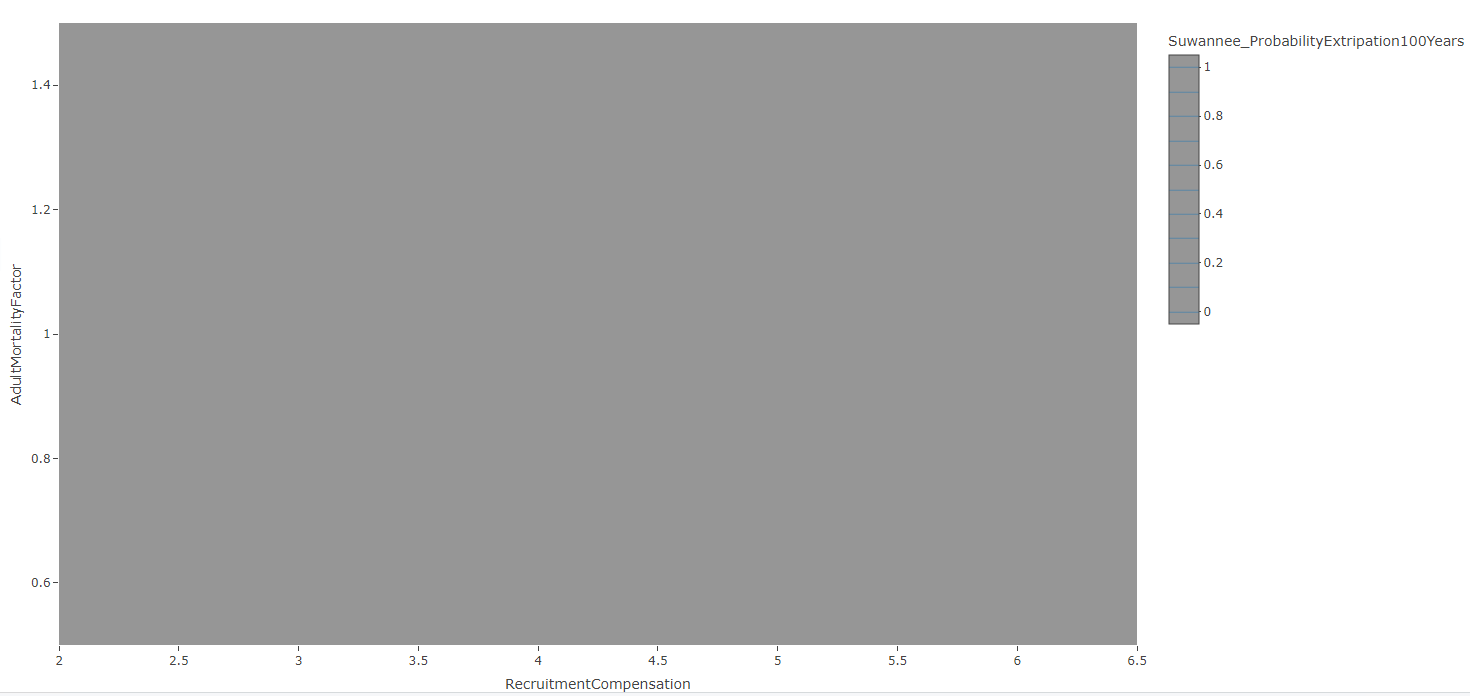 Suwannee_ProbabilityExtripation100Years
1
0.8
0.6
0.4
0.2
0
AdultMortalityFactor
1.4
1.2
1
0.8
0.6
2 2.5 3 3.5 4 4.5 5 5.5 6 6.5
RecruitmentCompensation